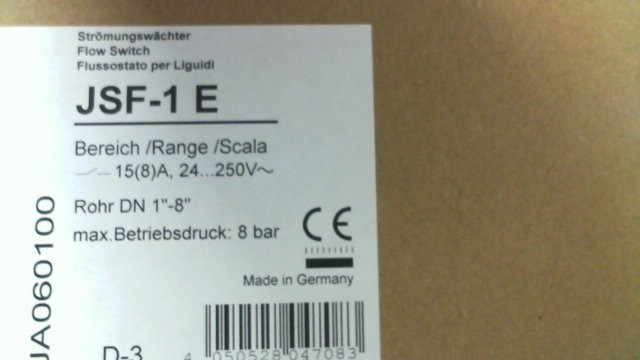 Strömungswächter
Flow Switch
Flussostato per Liguidi
JSF-1 E
Bereich /Range /Scala
15(8)A, 24...250V~
Rohr DN 1"-8"
max.Betriebsdruck: 8 bar
CE
Made in Germany
JA060100
D-3
4 050528 047083